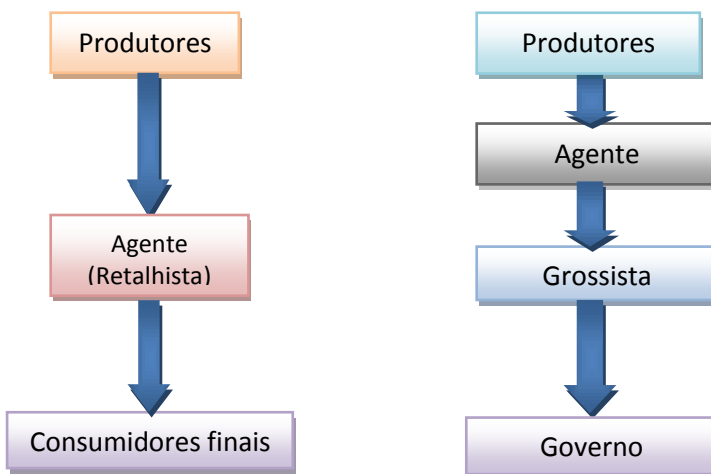 Produtores
Agente
(Retalhista)
Consumidores finais
Produtores
Agente
Grossista
Governo